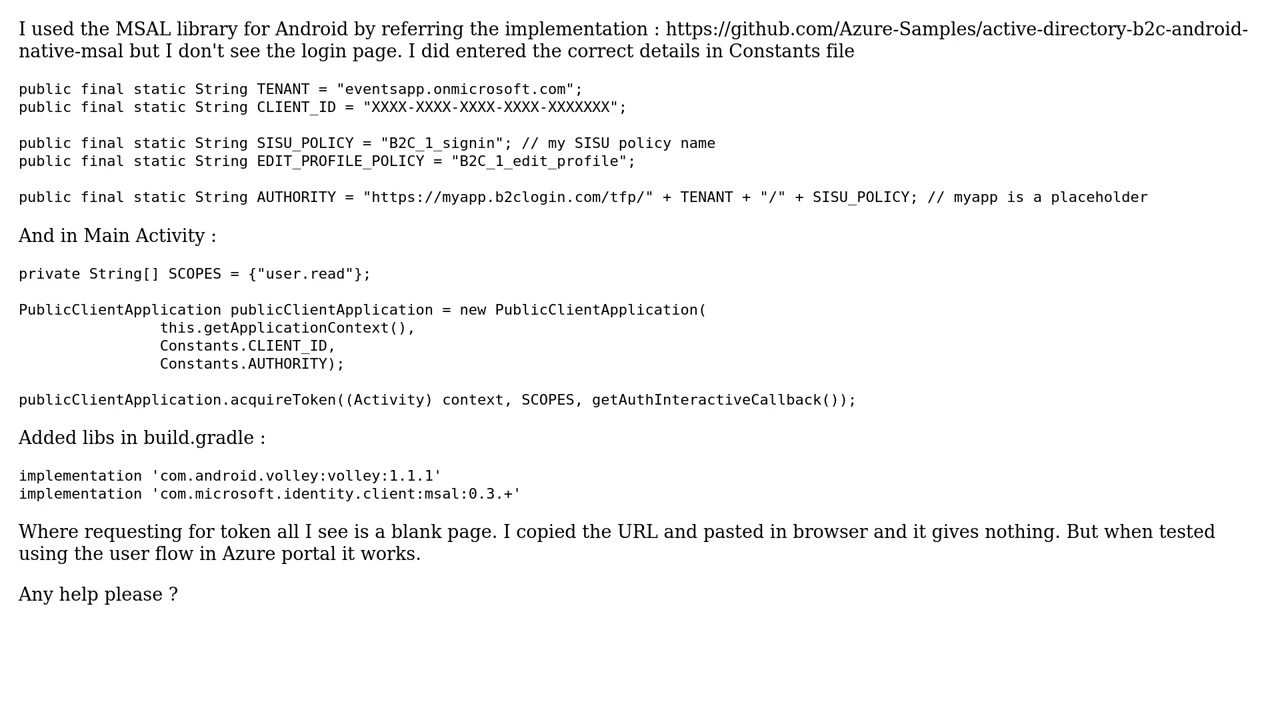 I used the MSAL library for Android by referring the implementation : https://github.com/Azure-Samples/active-directory-b2c-android-
native-msal but I don't see the login page. I did entered the correct details in Constants file
public final static String TENANT = "eventsapp.onmicrosoft.com";
public final static String CLIENT_ID = "XXXX-XXXX-XXXX-XXXX-XXXXXXX";
public final static String SISU_POLICY = "B2C_1_signin"; // my SISU policy name
public final static String EDIT_PROFILE_POLICY = "B2C_1_edit_profile";
public final static String AUTHORITY = "https://myapp.b2clogin.com/tfp/" + TENANT + "/" + SISU_POLICY; // myapp is a placeholder
And in Main Activity :
private String[] SCOPES = {"user.read"};
PublicClientApplication publicClientApplication = new PublicClientApplication(
                this.getApplicationContext(),
                Constants.CLIENT_ID,
                Constants.AUTHORITY);
publicClientApplication.acquireToken((Activity) context, SCOPES, getAuthInteractiveCallback());
Added libs in build.gradle :
implementation 'com.android.volley:volley:1.1.1'
implementation 'com.microsoft.identity.client:msal:0.3.+'
Where requesting for token all I see is a blank page. I copied the URL and pasted in browser and it gives nothing. But when tested
using the user flow in Azure portal it works.
Any help please ?